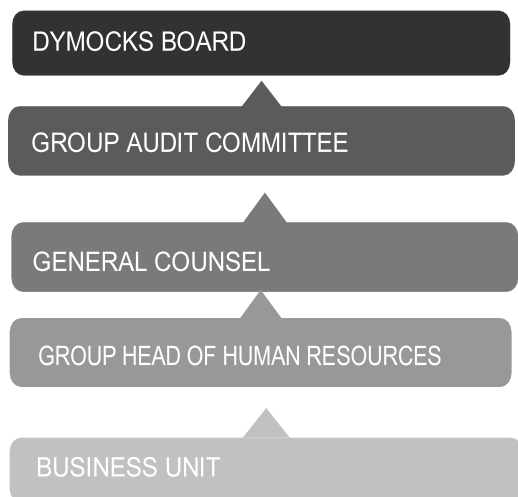 DYMOCKS BOARD
GROUP AUDIT COMMITTEE
GENERAL COUNSEL
GROUP HEAD OF HUMAN RESOURCES
BUSINESS UNIT